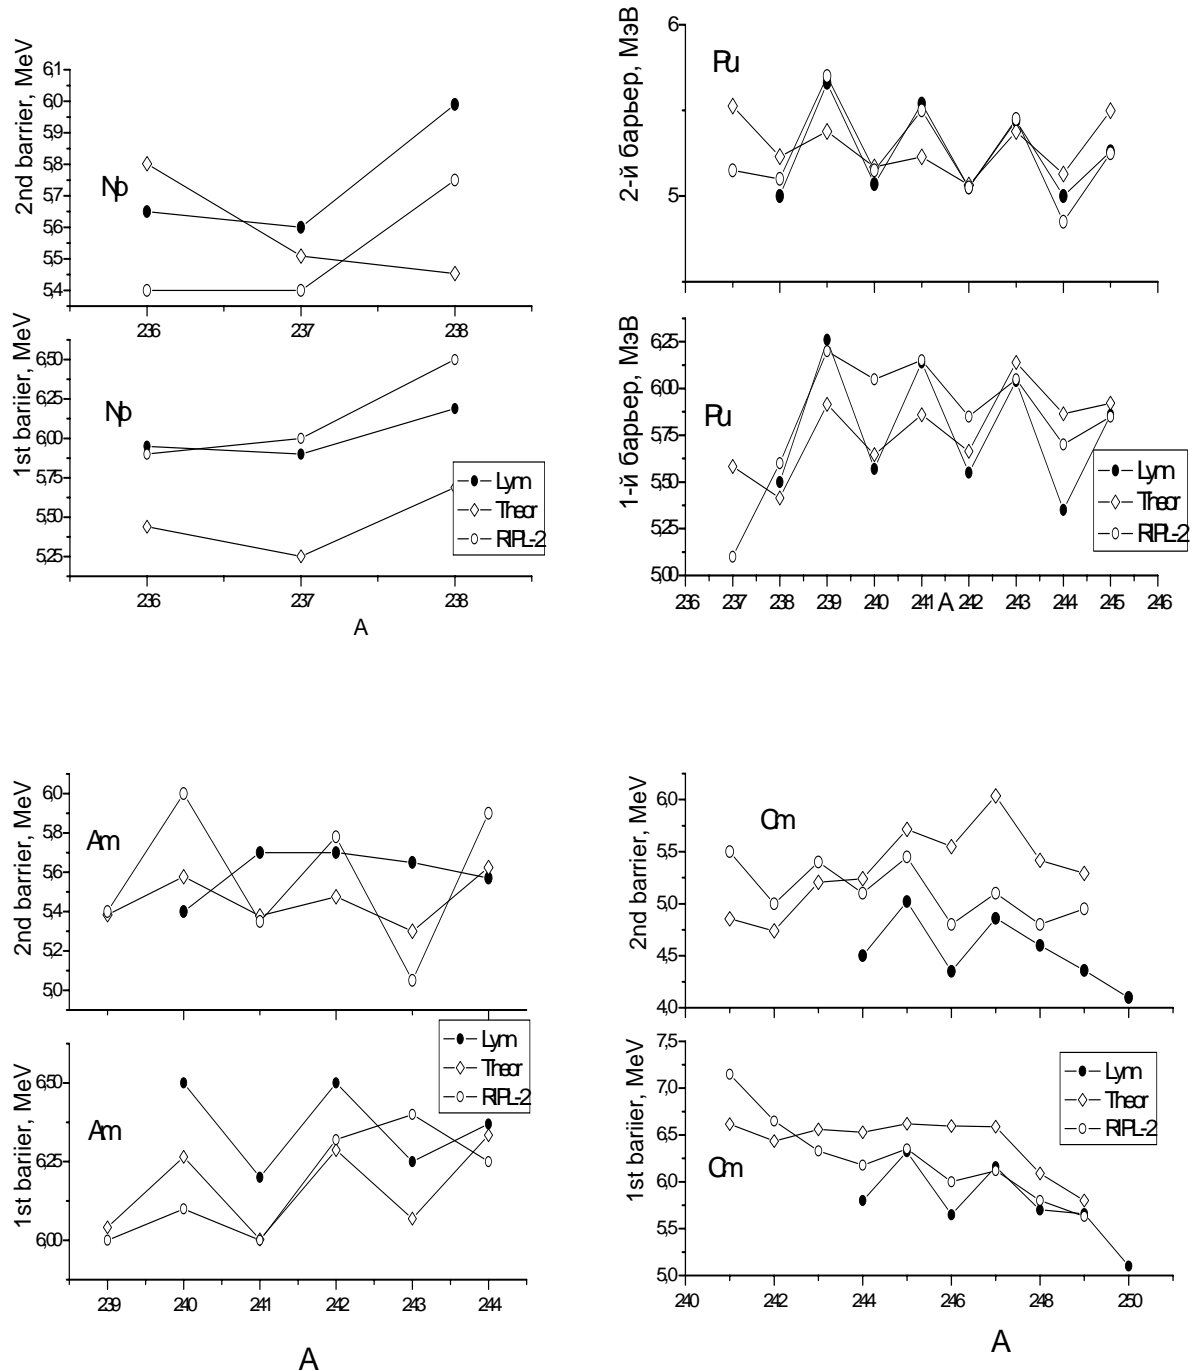 2nd barrier, MeV
6,1
6,0
5,9
5,8
5,7
5,6
5,5
5,4
Np
236
237
238
1st bariier, MeV
6,50
6,25
6,00
5,75
5,50
5,25
Np
Lynn
Theor
RIPL-2
236
237
238
A
2-й барьер, МэВ
6
5
Pu
1-й барьер, МэВ
6,25
6,00
5,75
5,50
5,25
5,00
Pu
Lynn
Theor
RIPL-2
236
237
238
239
240
241
A
242
243
244
245
246
2nd barrier, MeV
6,0
5,8
5,6
5,4
5,2
5,0
Am
1st bariier, MeV
6,50
6,25
6,00
Am
Lynn
Theor
RIPL-2
239
240
241
242
243
244
A
2nd barrier, MeV
6,0
5,5
5,0
4,5
4,0
Cm
1st bariier, MeV
7,5
7,0
6,5
6,0
5,5
5,0
Cm
Lynn
Theor
RIPL-2
240
242
244
246
248
250
A